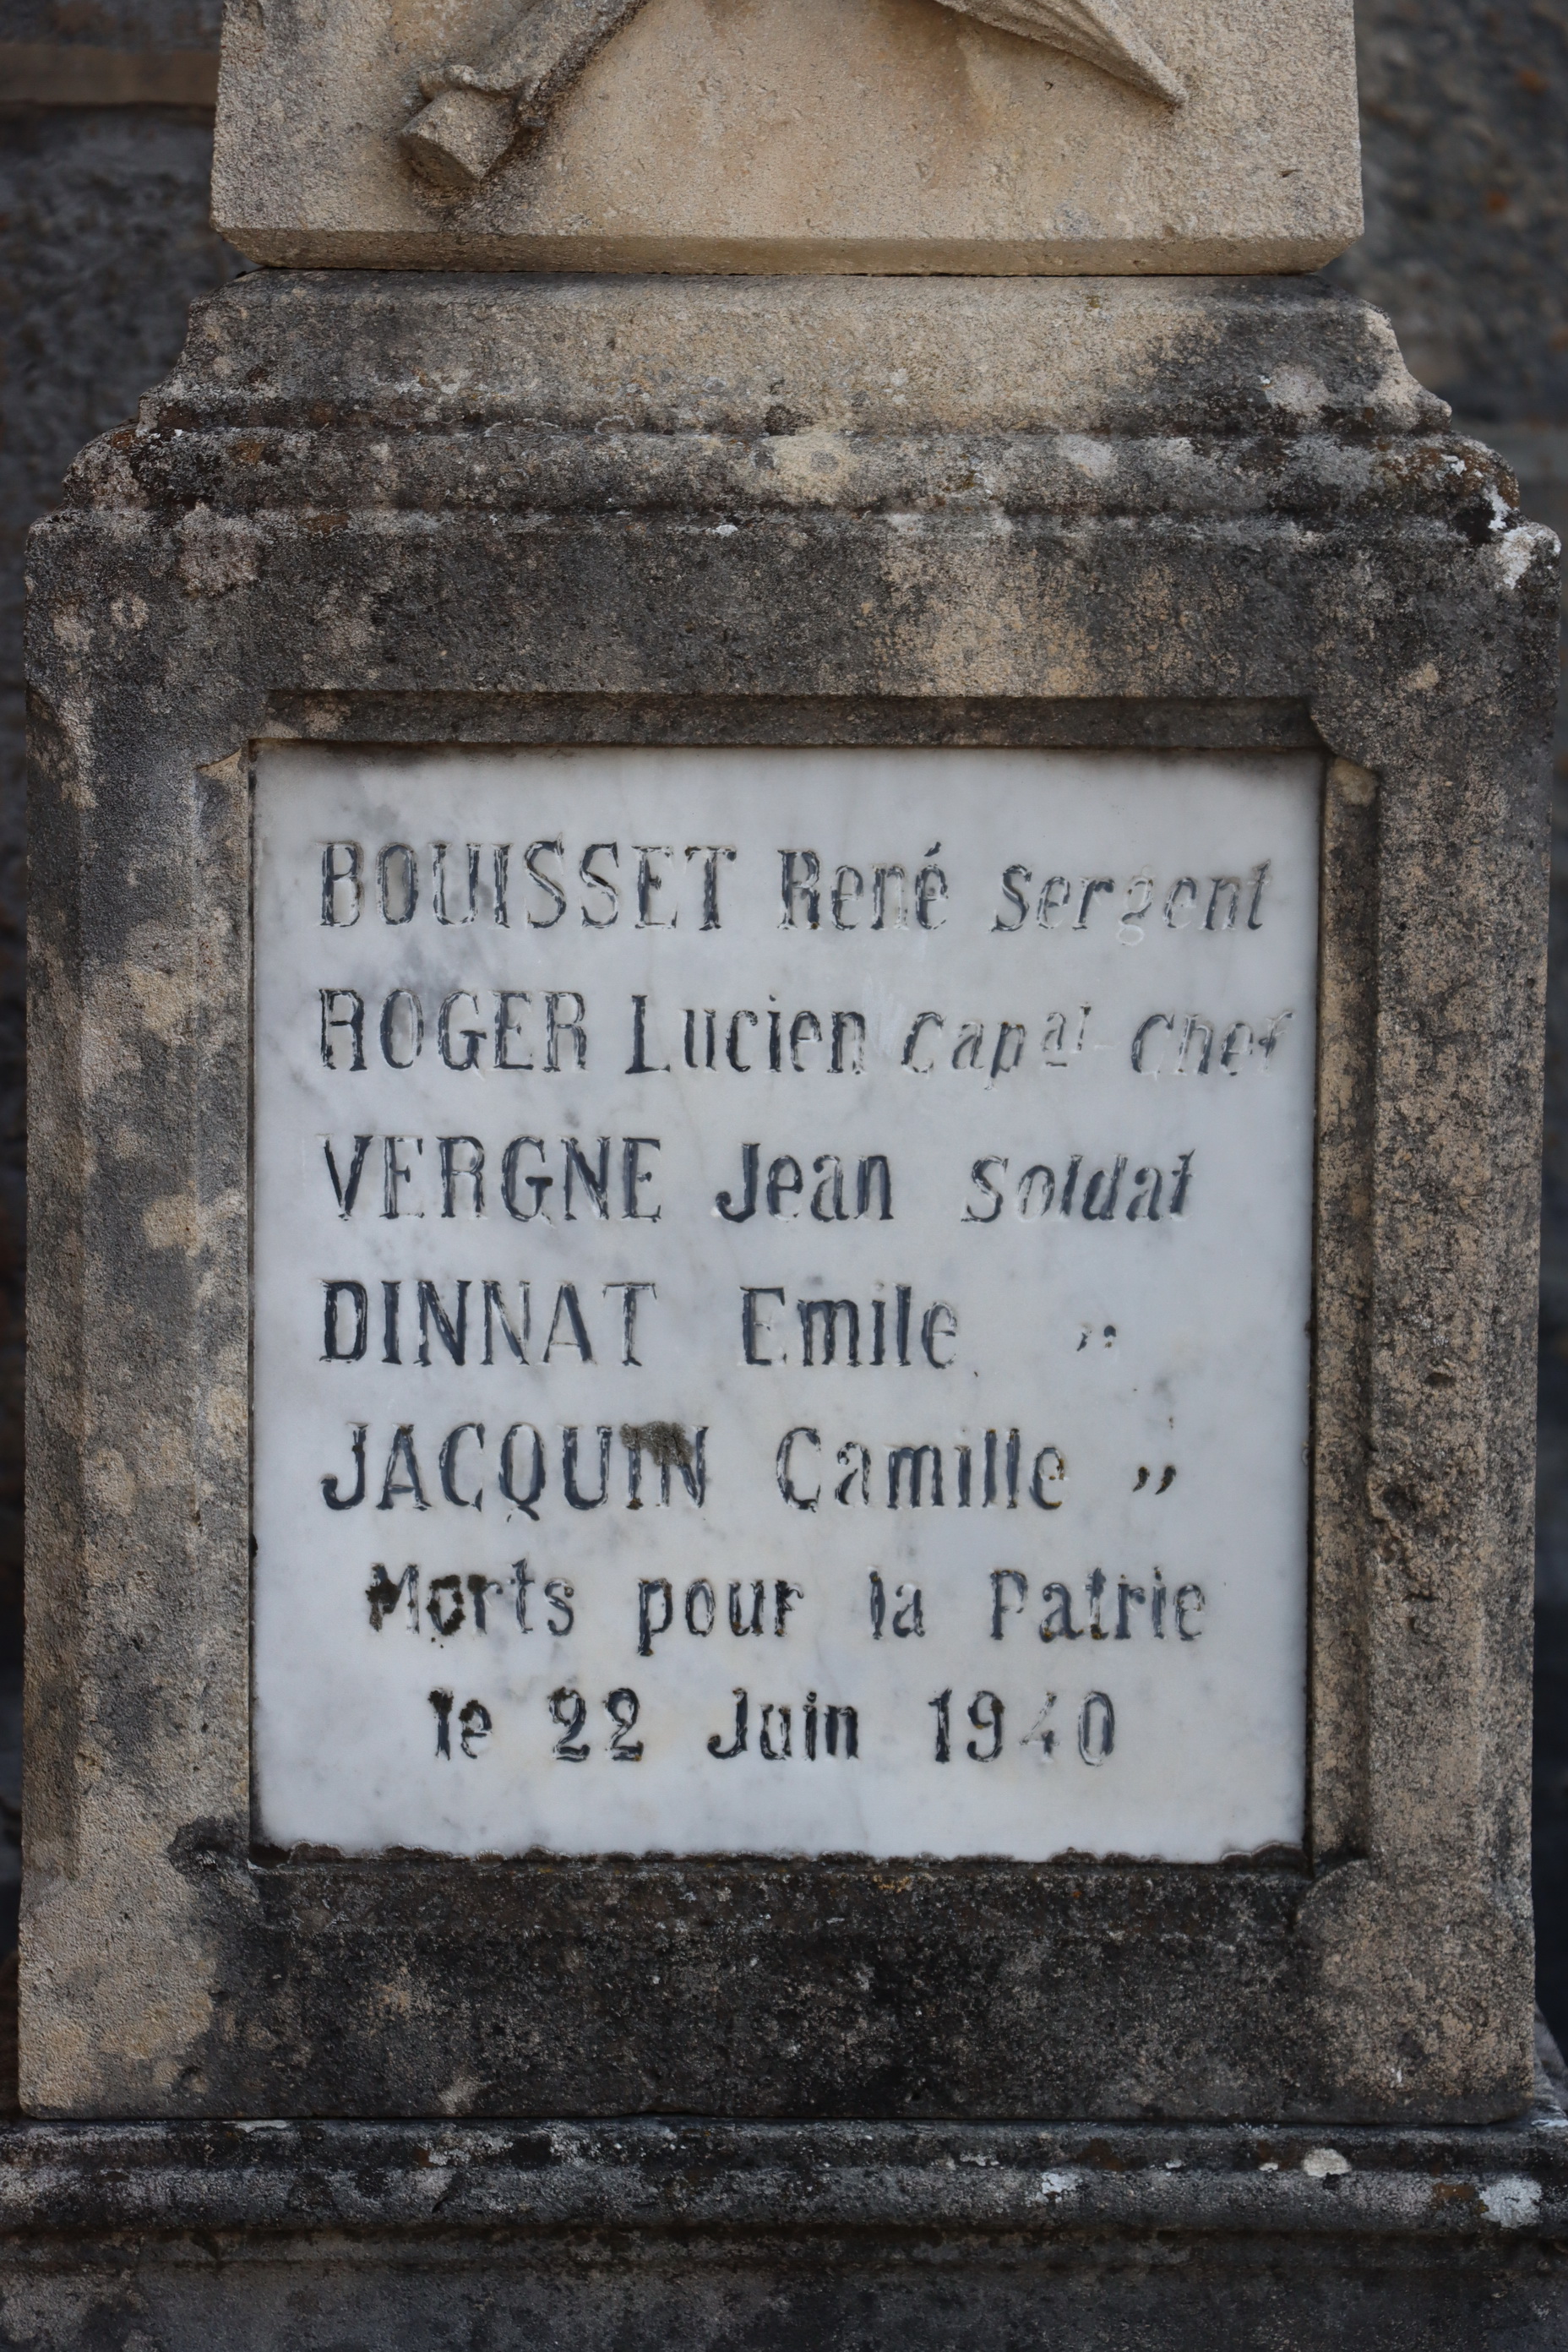 BOUISSET René Sergent
ROGER Lucien Capal-Chef
VERGNE Jean Soldat
DINNAT Emile "
JACQUIN Camille "
Morts pour la Patrie
le 22 Juin 1940